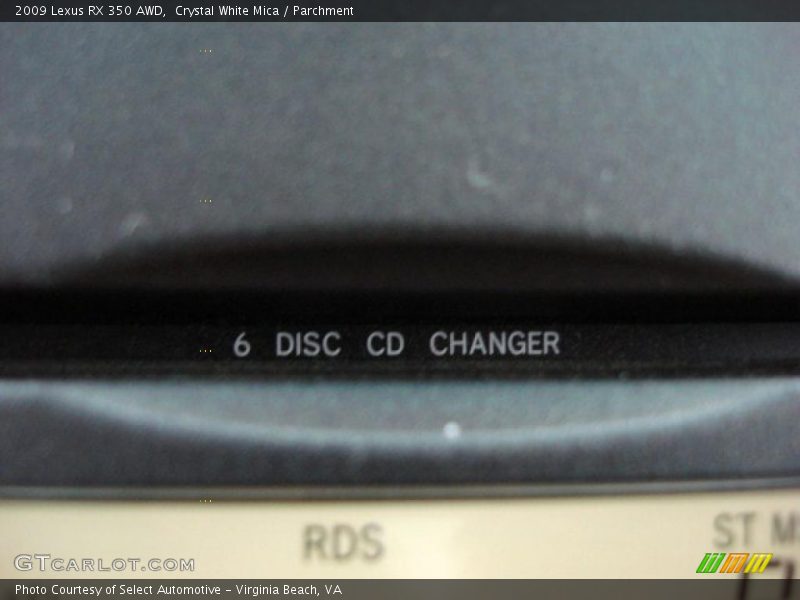 2009 Lexus RX 350 AWD,  Crystal White Mica / Parchment
6 DISC CD CHANGER
RDS
ST
GTCARLOT.COM
Photo Courtesy of Select Automotive – Virginia Beach, VA